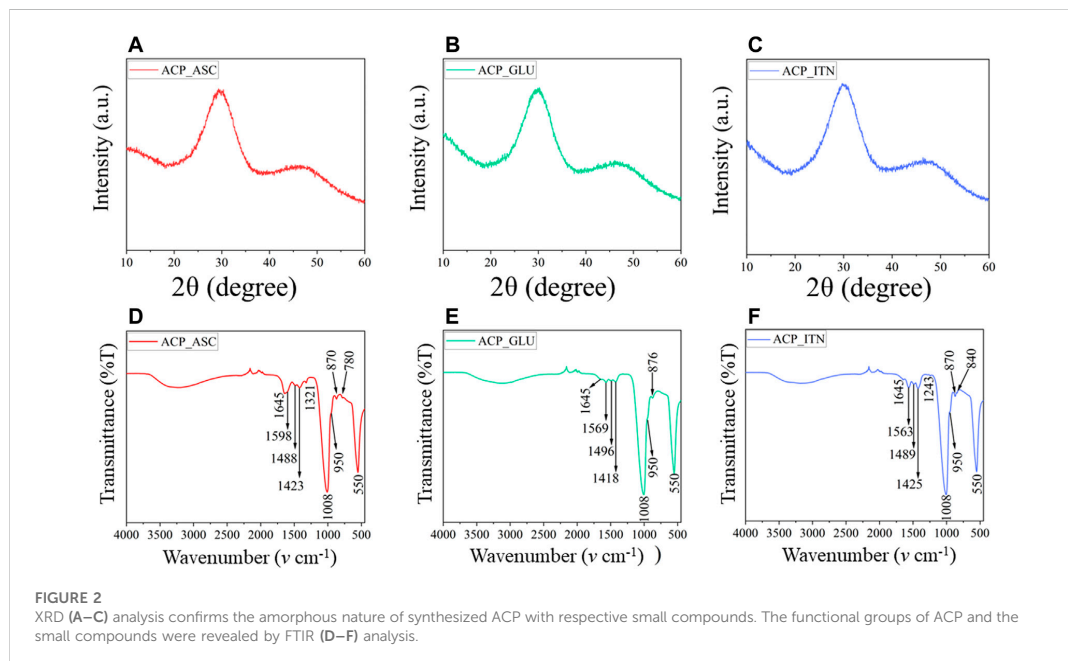 A
ACP_ASC
Intensity (a.u.)
10 20 30 40 50 60
2θ (degree)
B
ACP_GLU
Intensity (a.u.)
10 20 30 40 50 60
2θ (degree)
C
ACP_ITN
Intensity (a.u.)
10 20 30 40 50 60
2θ (degree)
D
ACP_ASC
Transmittance (%T)
870
780
1645
1321
1598
1488
950
1423
1008
550
4000 3500 3000 2500 2000 1500 1000 500
Wavenumber (ν cm-1)
E
ACP_GLU
Transmittance (%T)
876
1645
1569
1496
950
1418
1008
550
4000 3500 3000 2500 2000 1500 1000 500
Wavenumber (ν cm-1) )
F
ACP_ITN
Transmittance (%T)
870
840
1645
1243
1563
1489
950
1425
1008
550
4000 3500 3000 2500 2000 1500 1000 500
Wavenumber (ν cm-1)
FIGURE 2
XRD (A–C) analysis confirms the amorphous nature of synthesized ACP with respective small compounds. The functional groups of ACP and the
small compounds were revealed by FTIR (D–F) analysis.